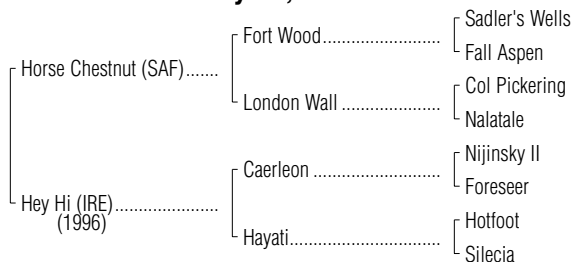 Sadler's Wells
Fort Wood
Fall Aspen
Horse Chestnut (SAF)
Col Pickering
London Wall
Nalatale
Nijinsky II
Caerleon
Foreseer
Hey Hi (IRE)
(1996)
Hotfoot
Hayati
Silecia